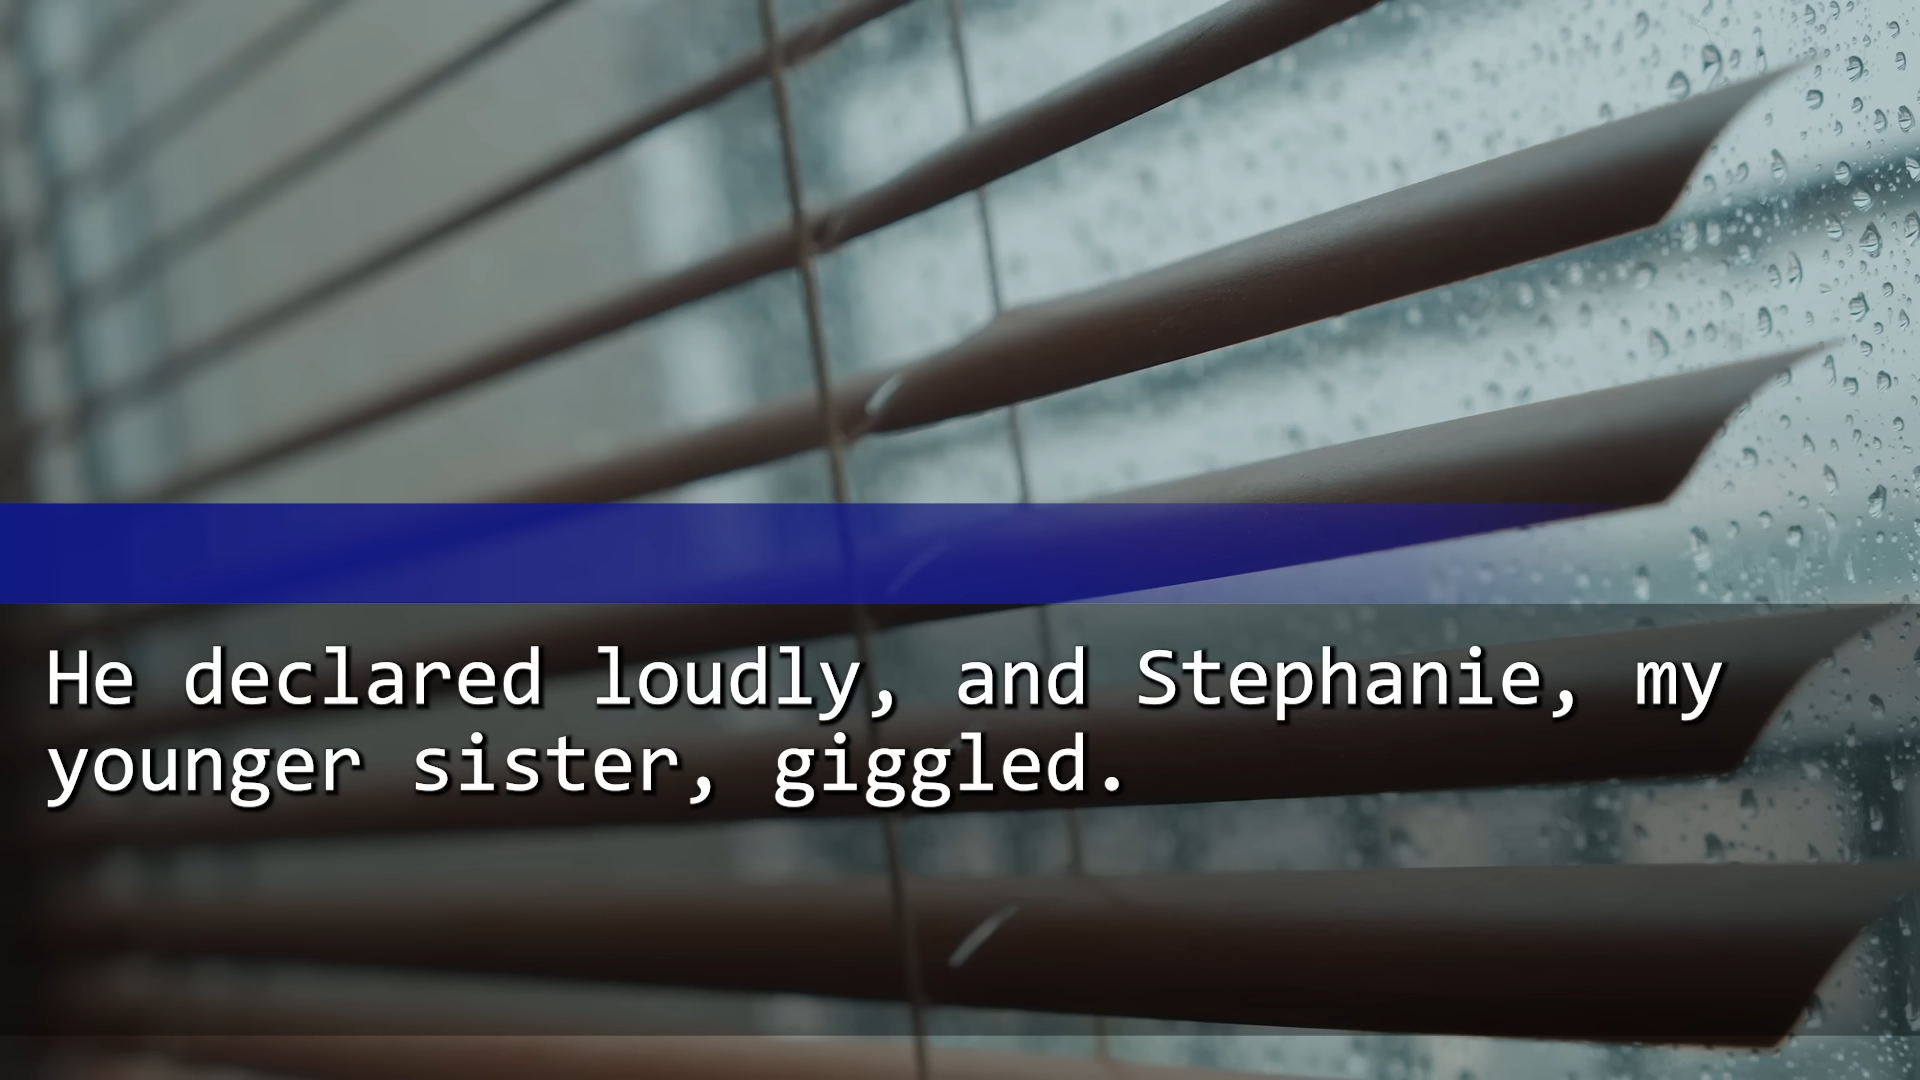 He declared loudly, and Stephanie, my
younger sister, giggled.